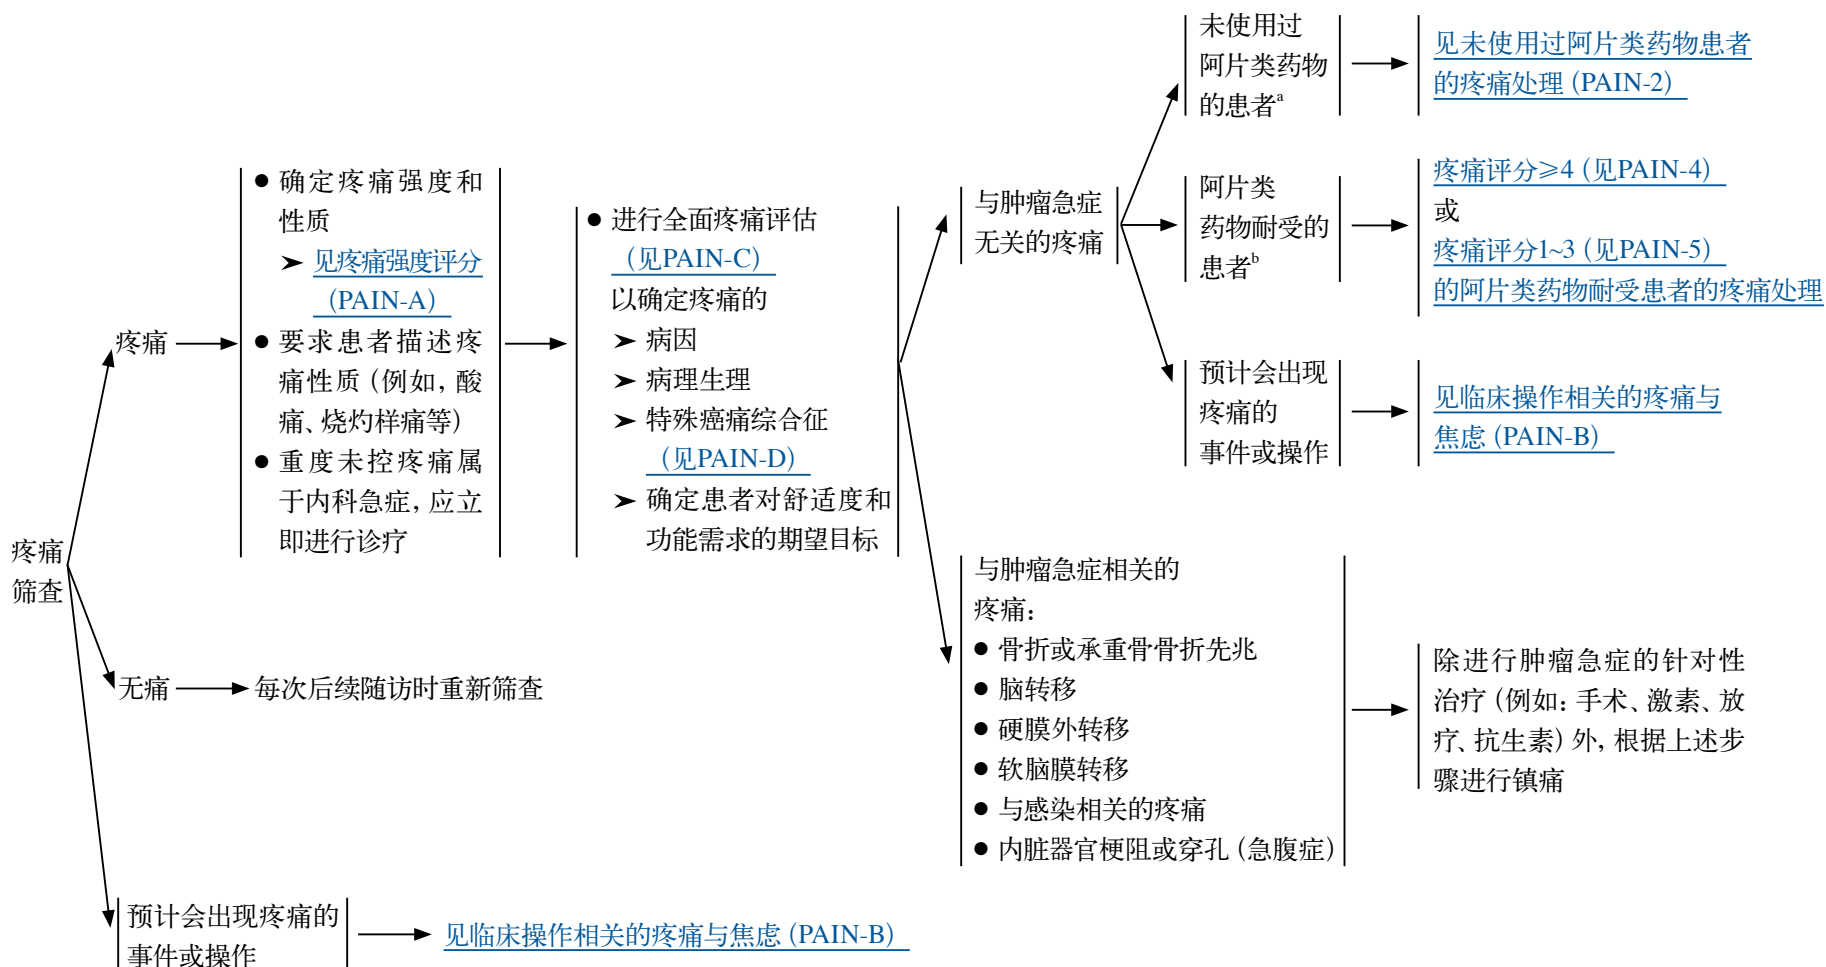 疼痛
筛查
疼痛
● 确定疼痛强度和
性质
➤ 见疼痛强度评分
(PAIN-A)
● 要求患者描述疼
痛性质(例如,酸
痛、烧灼样痛等)
● 重度未控疼痛属
于内科急症,应立
即进行诊疗
● 进行全面疼痛评估
(见PAIN-C)
以确定疼痛的
➤ 病因
➤ 病理生理
➤ 特殊癌痛综合征
(见PAIN-D)
➤ 确定患者对舒适度和
功能需求的期望目标
与肿瘤急症
无关的疼痛
未使用过
阿片类药物
的患者a
见未使用过阿片类药物患者
的疼痛处理(PAIN-2)
阿片类
药物耐受的
患者b
疼痛评分≥4(见PAIN-4)
或
疼痛评分1~3(见PAIN-5)
的阿片类药物耐受患者的疼痛处理
预计会出现
疼痛的
事件或操作
见临床操作相关的疼痛与
焦虑(PAIN-B)
与肿瘤急症相关的
疼痛:
● 骨折或承重骨骨折先兆
● 脑转移
● 硬膜外转移
● 软脑膜转移
● 与感染相关的疼痛
● 内脏器官梗阻或穿孔(急腹症)
除进行肿瘤急症的针对性
治疗(例如:手术、激素、放
疗、抗生素)外,根据上述步
骤进行镇痛
无痛
每次后续随访时重新筛查
预计会出现疼痛的
事件或操作
见临床操作相关的疼痛与焦虑(PAIN-B)